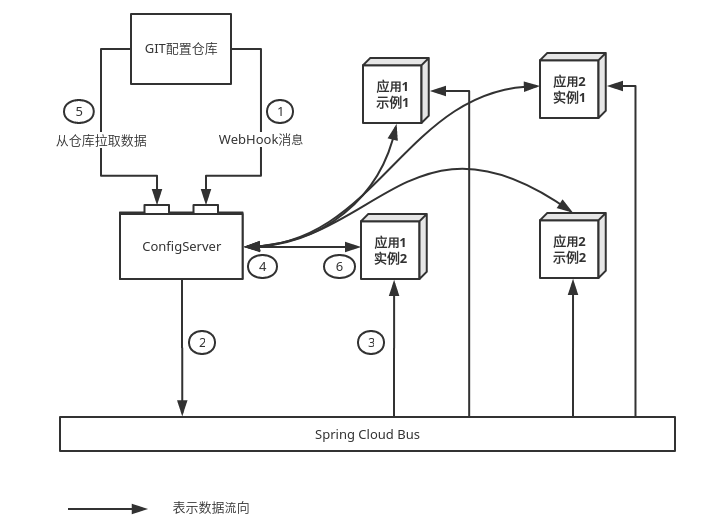 GIT配置仓库
应用1
示例1
应用2
实例1
5
1
从仓库拉取数据
WebHook消息
ConfigServer
应用1
实例2
应用2
示例2
4
6
2
3
Spring Cloud Bus
表示数据流向